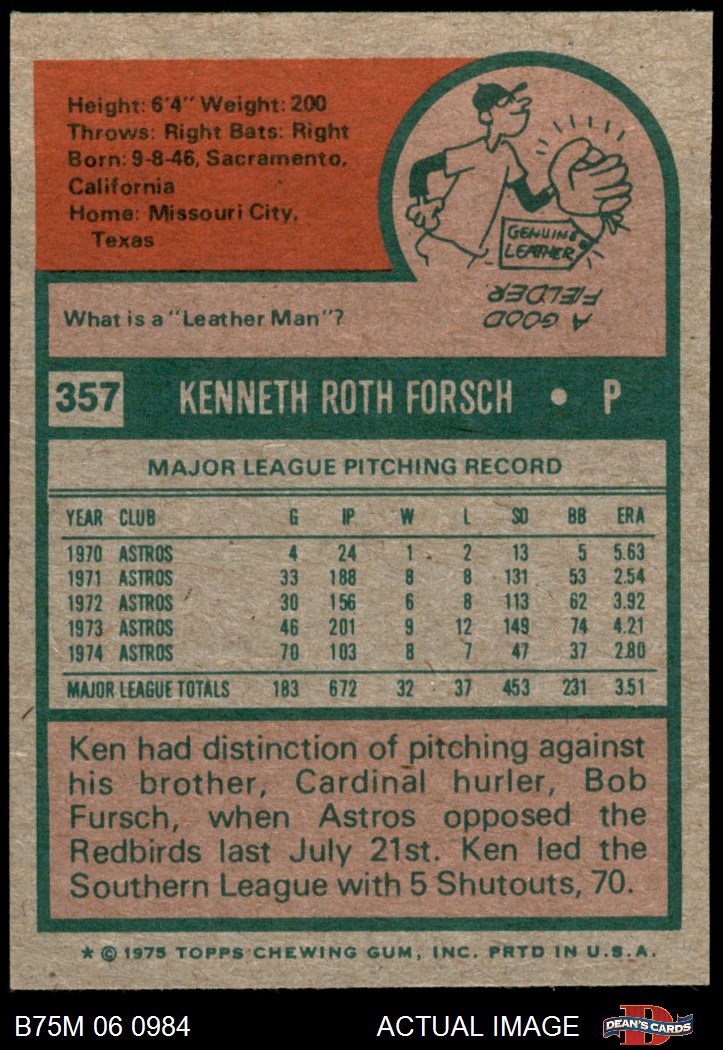 Height: 6'4" Weight: 200
Throws: Right Bats: Right
Born: 9-8-46, Sacramento,
California
Home: Missouri City,
Texas
GENUINE
LEATHER
What is a "Leather Man"?
A GOOD
FIELDER.
357 KENNETH ROTH FORSCH • P
MAJOR LEAGUE PITCHING RECORD
YEAR CLUB G IP W L SO BB ERA
1970 ASTROS 4 24 1 2 13 5 5.63
1971 ASTROS 33 188 8 8 131 53 2.54
1972 ASTROS 30 156 6 8 113 62 3.92
1973 ASTROS 46 201 9 12 149 74 4.21
1974 ASTROS 70 103 8 7 47 37 2.80
MAJOR LEAGUE TOTALS 183 672 32 37 453 231 3.51
Ken had distinction of pitching against
his brother, Cardinal hurler, Bob
Fursch, when Astros opposed the
Redbirds last July 21st. Ken led the
Southern League with 5 Shutouts, 70.
* © 1975 TOPPS CHEWING GUM, INC. PRTD IN U.S.A.
B75M 06 0984 ACTUAL IMAGE
D
DEAN'S CARDS